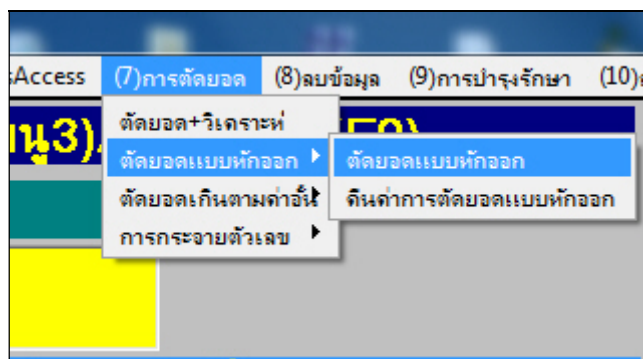 sAccess (7)การตัดยอด (8)ลบข้อมูล (9)การบำรุงรักษา (10)
นู3)
ตัดยอด+วิเคราะห์
ตัดยอดแบบหักออก ตัดยอดแบบหักออก
ตัดยอดเกินตามค่าอั้น คืนค่าการตัดยอดแบบหักออก
การกระจายตัวเลข